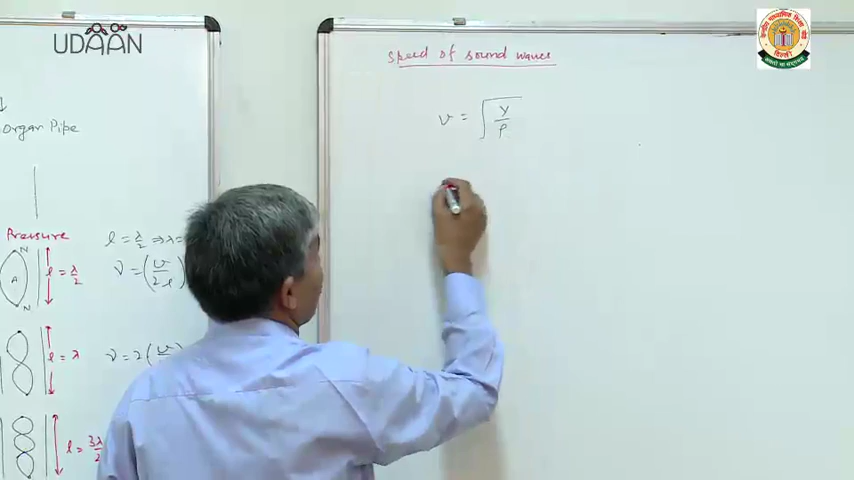 UDAAN
organ Pipe
Pressure
N
A
N
l = λ/2 ⇒ λ =
ν = (v/2l)
l = λ/2
l = λ
ν = 2(v
l = 3λ/2
speed of sound waves
v = √(Y/ρ)